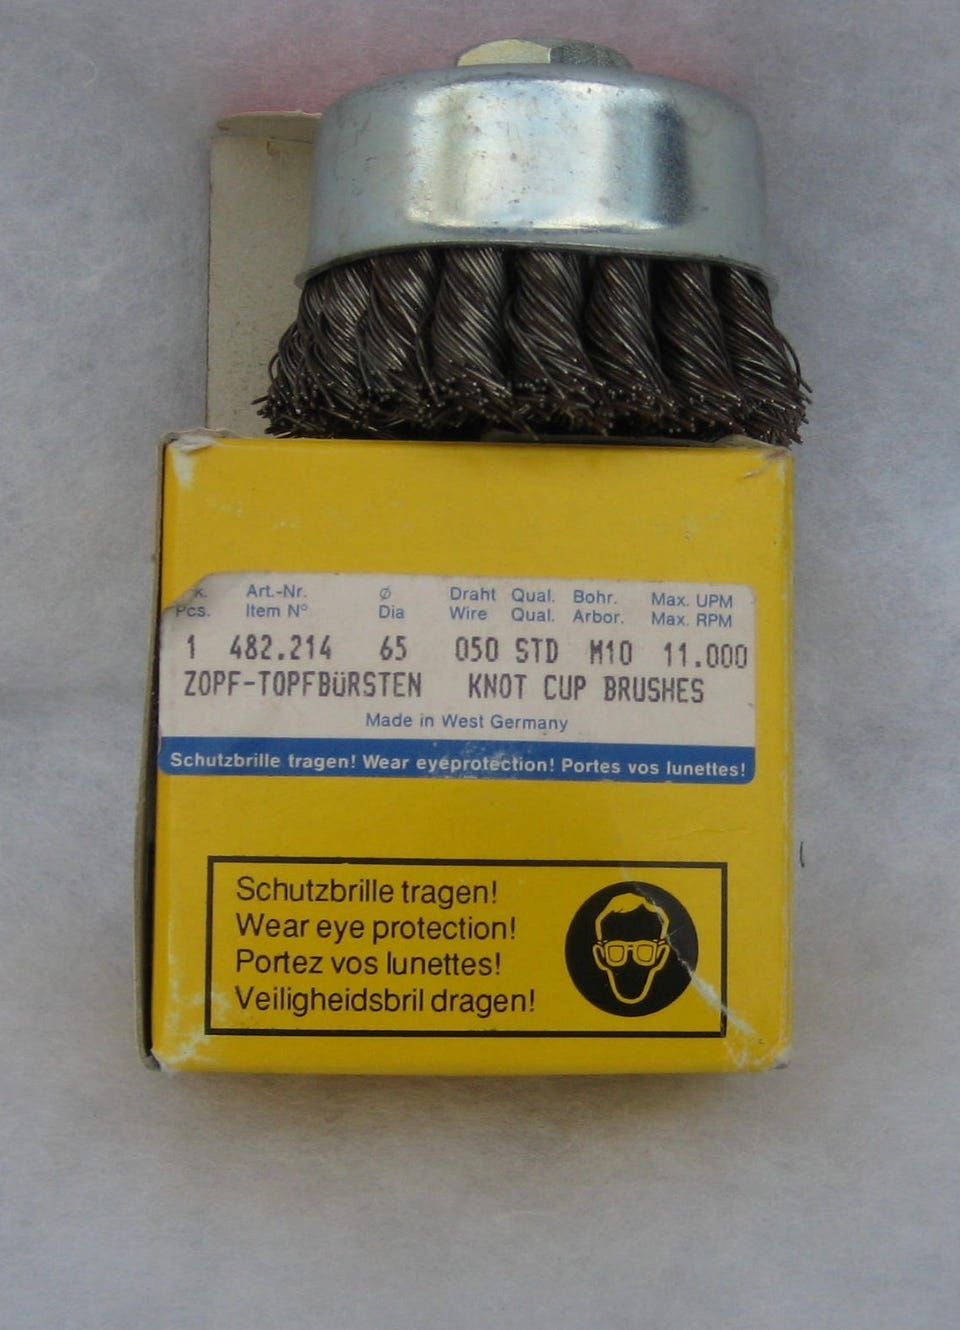 k. Art.-Nr. Ø Draht Qual. Bohr. Max. UPM
Pcs. Item Nº Dia Wire Qual. Arbor. Max. RPM
1 482.214 65 050 STD M10 11.000
ZOPF-TOPFBüRSTEN KNOT CUP BRUSHES
Made in West Germany
Schutzbrille tragen! Wear eyeprotection! Portes vos lunettes!
Schutzbrille tragen!
Wear eye protection!
Portez vos lunettes!
Veiligheidsbril dragen!